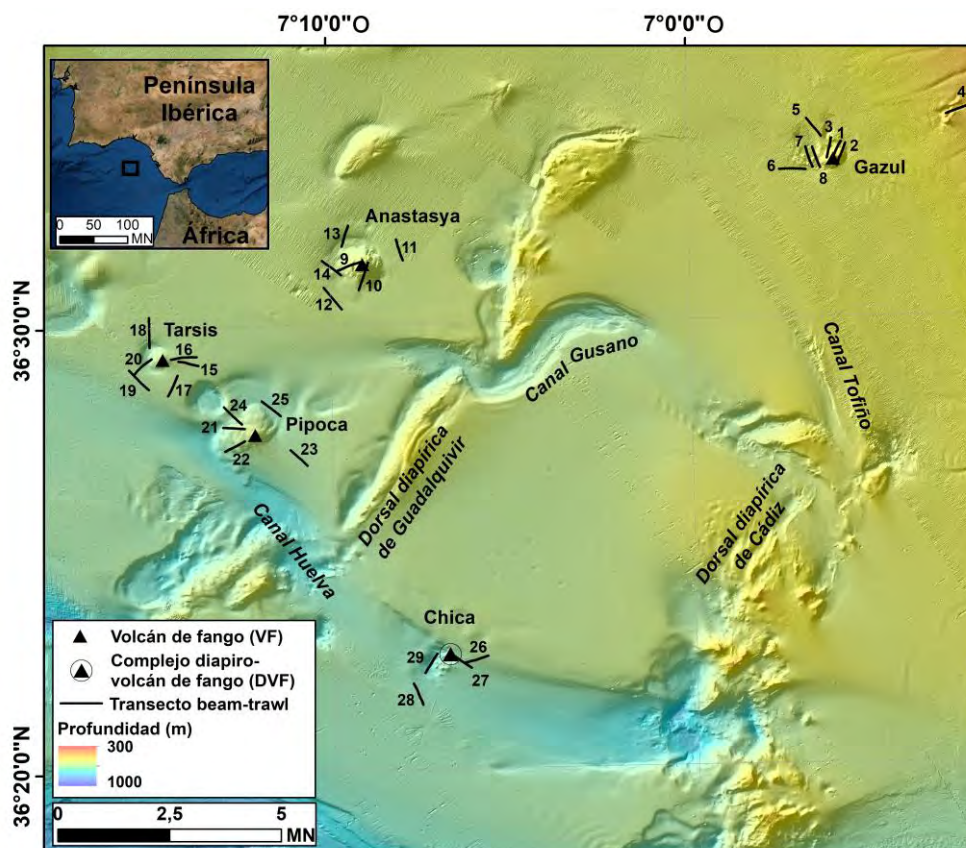 7°10'0"O
7°0'0"O
Península
Ibérica
África
0 50 100
MN
36°30'0"N
36°20'0"N
4
5
3 1
7 2
6 8
Gazul
Anastasya
13
9 11
14 10
12
18 Tarsis
16
20 15
19 17
24 25
21 Pipoca
22 23
Canal Gusano
Canal Tofiño
Canal Huelva
Dorsal diapírica
de Guadalquivir
Dorsal diapírica
de Cádiz
Chica
29 26
27
28
Volcán de fango (VF)
Complejo diapiro-
volcán de fango (DVF)
Transecto beam-trawl
Profundidad (m)
300
1000
0 2,5 5
MN